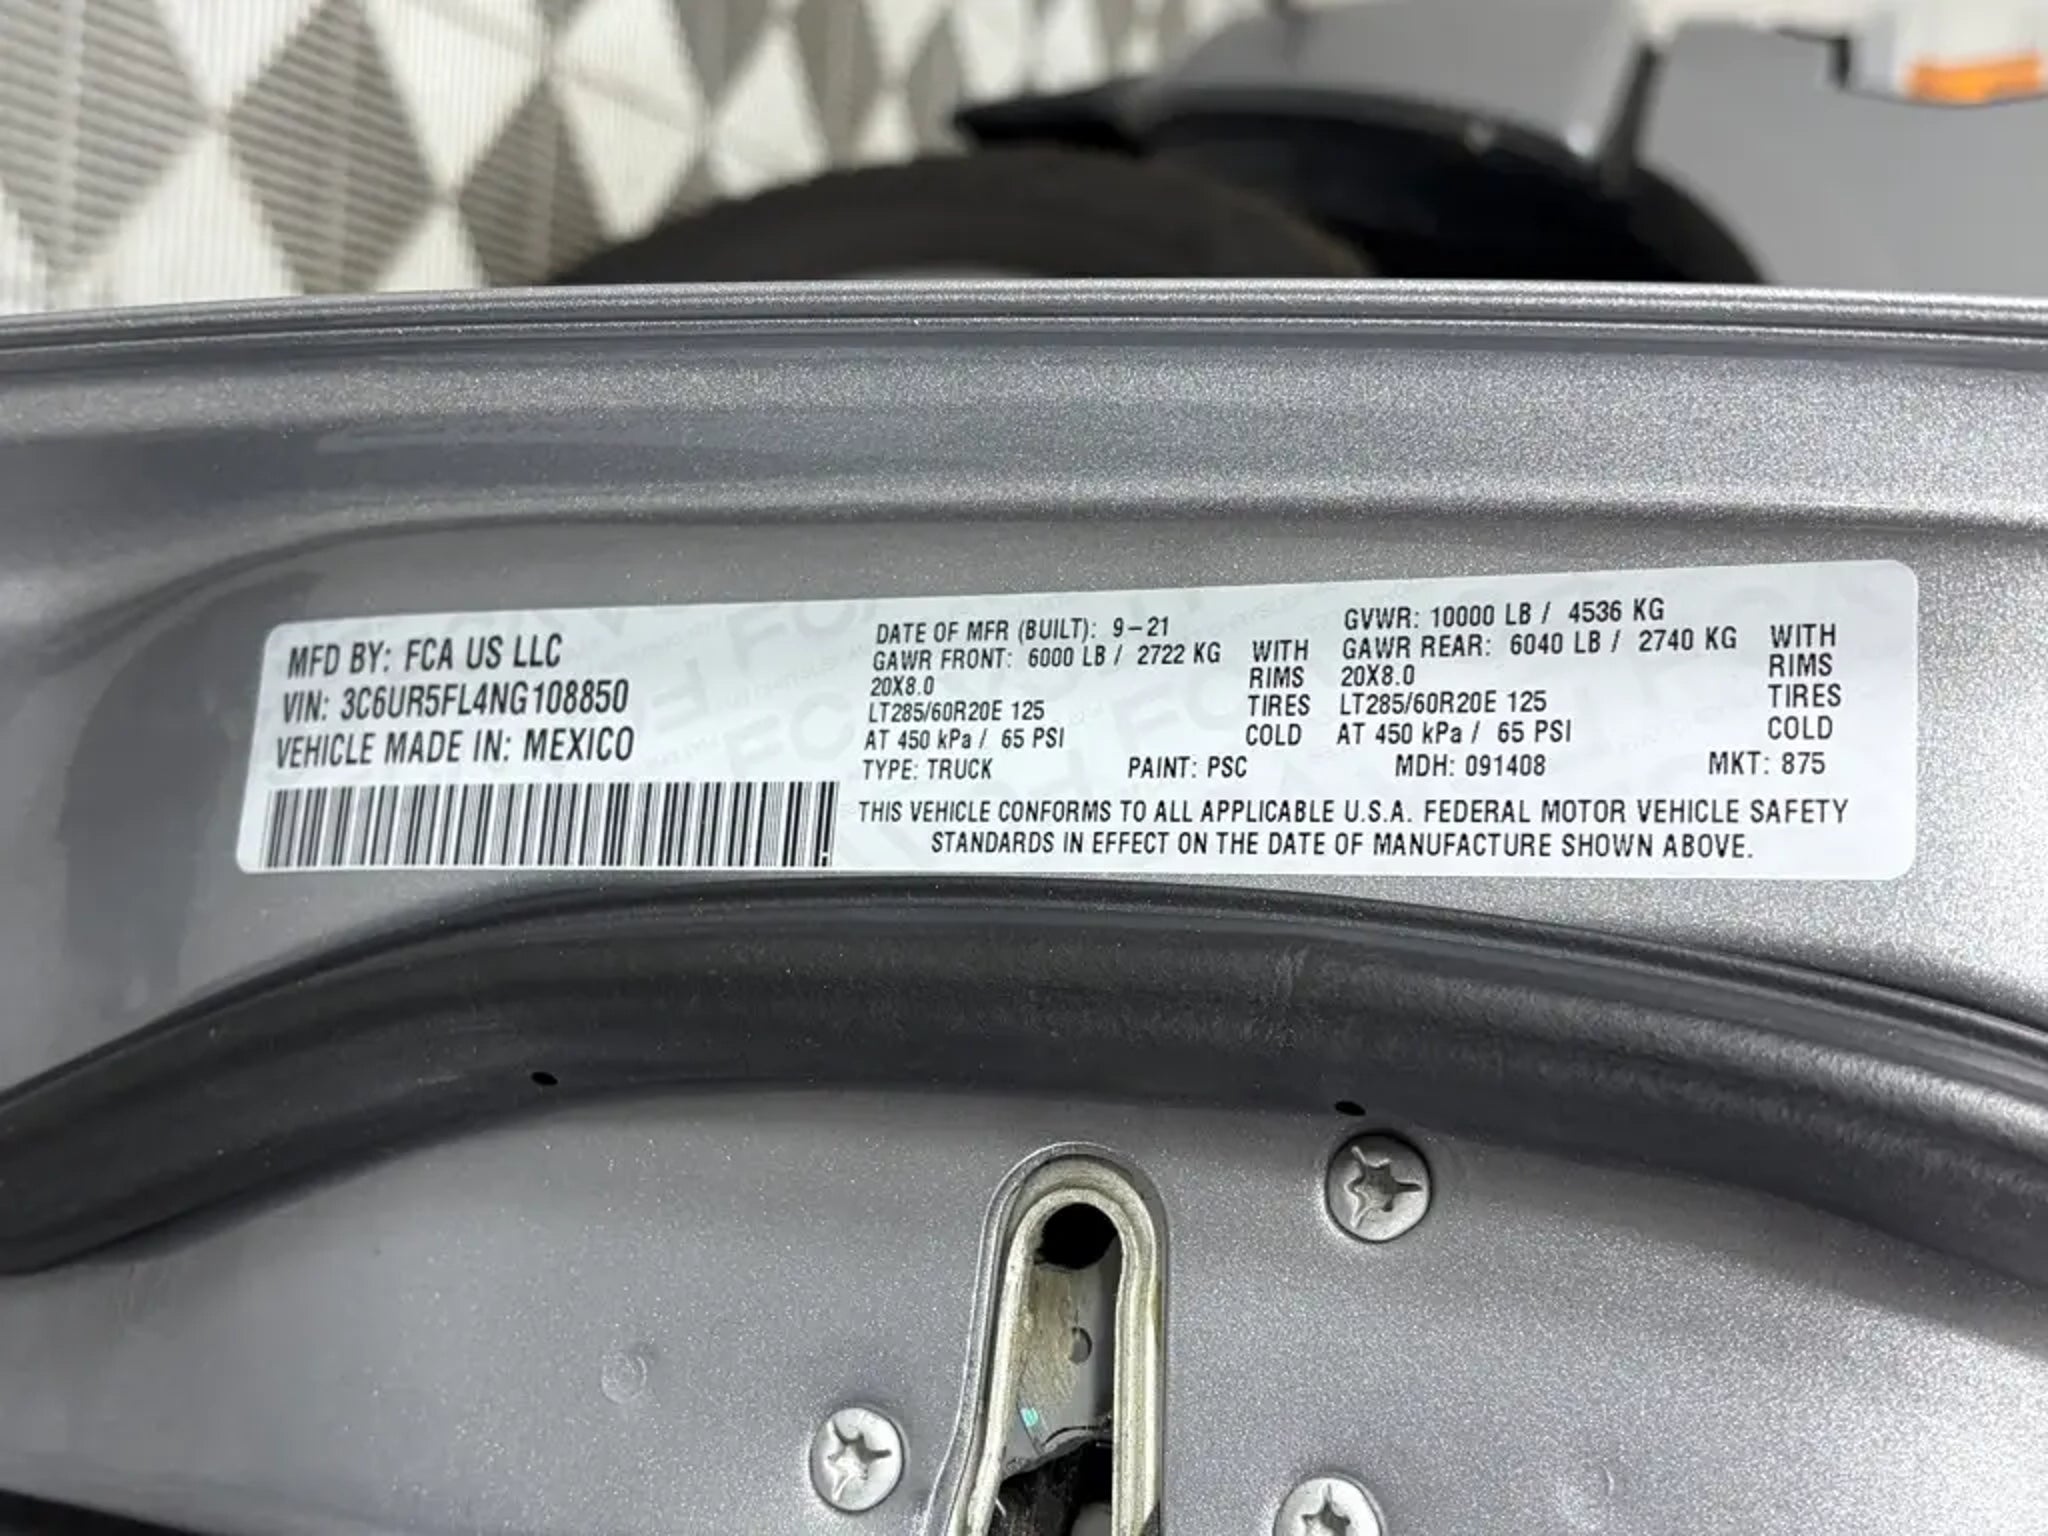 MFD BY: FCA US LLC
VIN: 3C6UR5FL4NG108850
VEHICLE MADE IN: MEXICO
DATE OF MFR (BUILT): 9-21 GVWR: 10000 LB / 4536 KG
GAWR FRONT: 6000 LB / 2722 KG WITH GAWR REAR: 6040 LB / 2740 KG WITH
20X8.0 RIMS 20X8.0 RIMS
LT285/60R20E 125 TIRES LT285/60R20E 125 TIRES
AT 450 kPa / 65 PSI COLD AT 450 kPa / 65 PSI COLD
TYPE: TRUCK PAINT: PSC MDH: 091408 MKT: 875
THIS VEHICLE CONFORMS TO ALL APPLICABLE U.S.A. FEDERAL MOTOR VEHICLE SAFETY
STANDARDS IN EFFECT ON THE DATE OF MANUFACTURE SHOWN ABOVE.